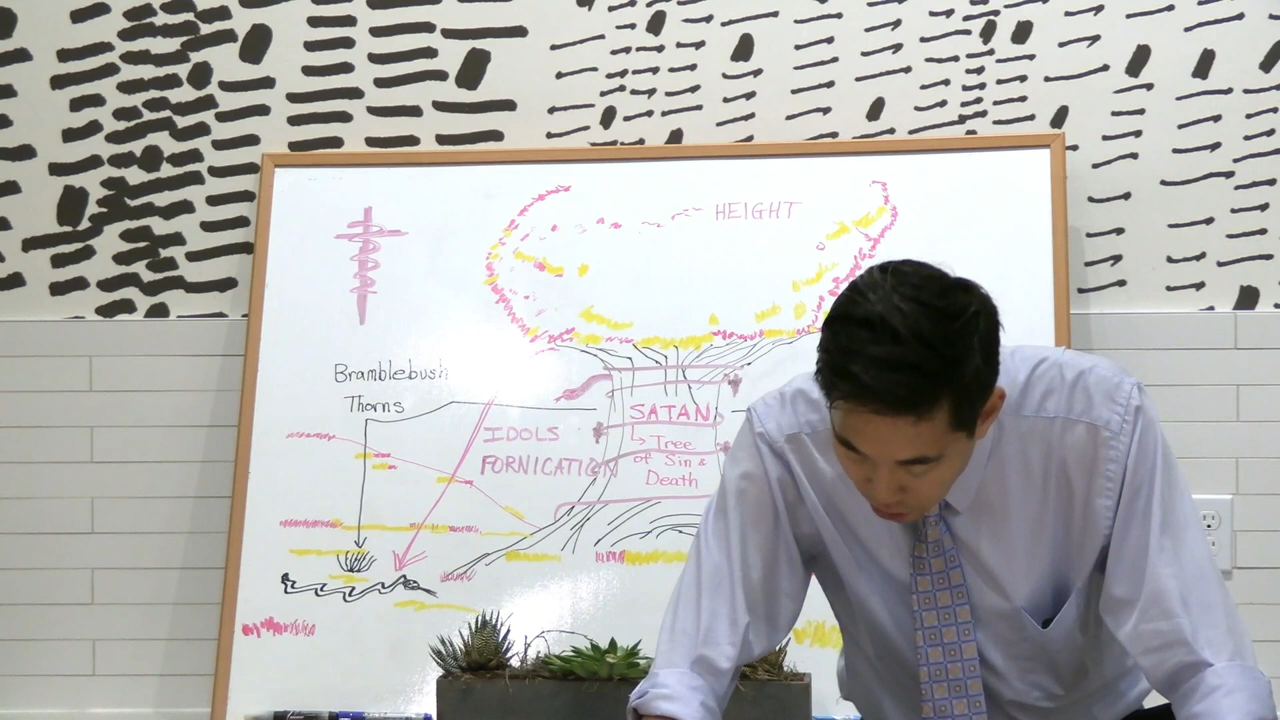 HEIGHT
Bramblebush
Thorns
IDOLS
FORNICATION
SATAN
Tree
of Sin &
Death